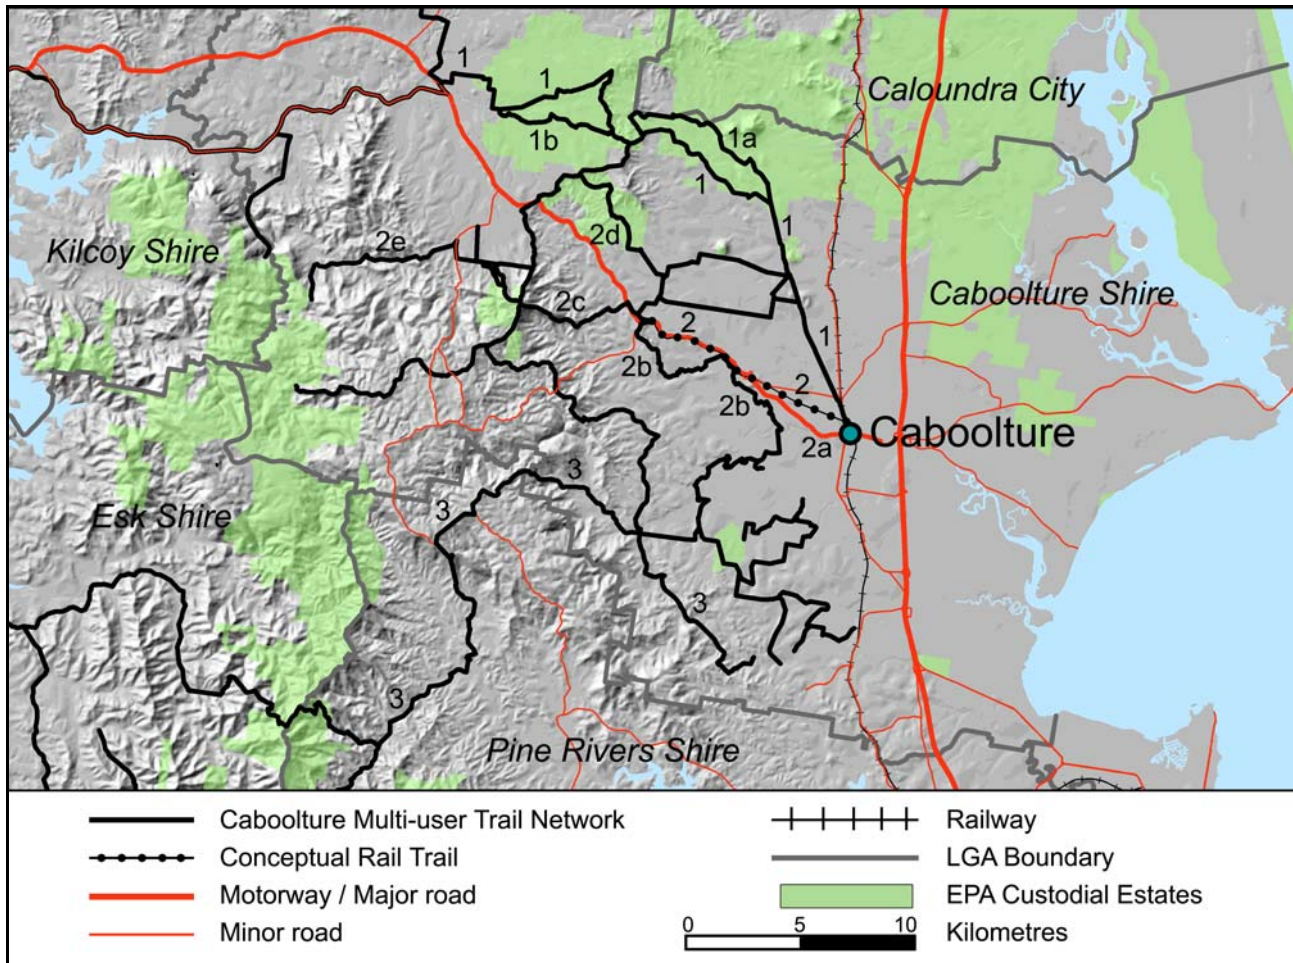 1
1
Caloundra City
1b
1a
1
Kilcoy Shire
2e
2d
1
Caboolture Shire
2c
2
1
2b
2b
2
2a
Caboolture
3
3
Esk Shire
3
3
Pine Rivers Shire
Caboolture Multi-user Trail Network
Railway
Conceptual Rail Trail
LGA Boundary
Motorway / Major road
EPA Custodial Estates
Minor road
0 5 10
Kilometres